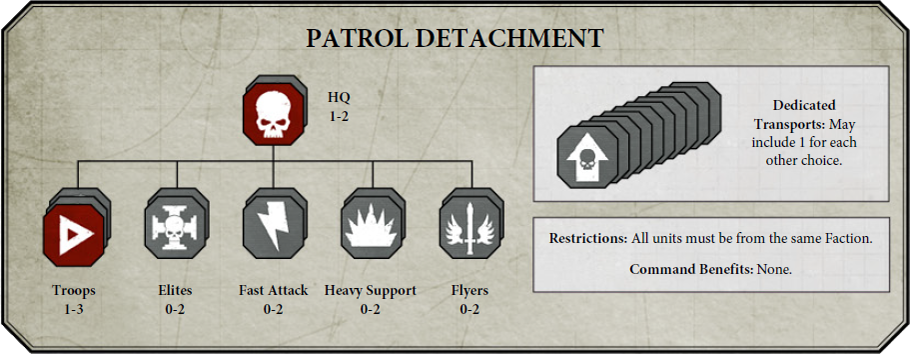 PATROL DETACHMENT
HQ
1-2
Troops
1-3
Elites
0-2
Fast Attack
0-2
Heavy Support
0-2
Flyers
0-2
Dedicated
Transports: May
include 1 for each
other choice.
Restrictions: All units must be from the same Faction.
Command Benefits: None.